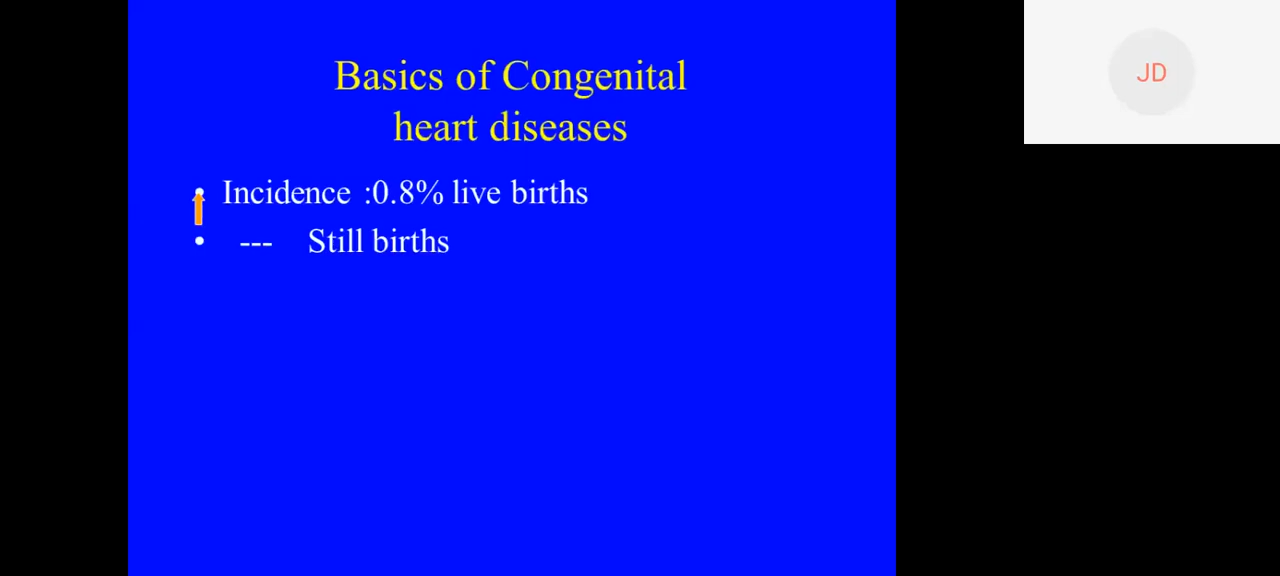 Basics of Congenital
heart diseases
• Incidence :0.8% live births
• --- Still births
JD